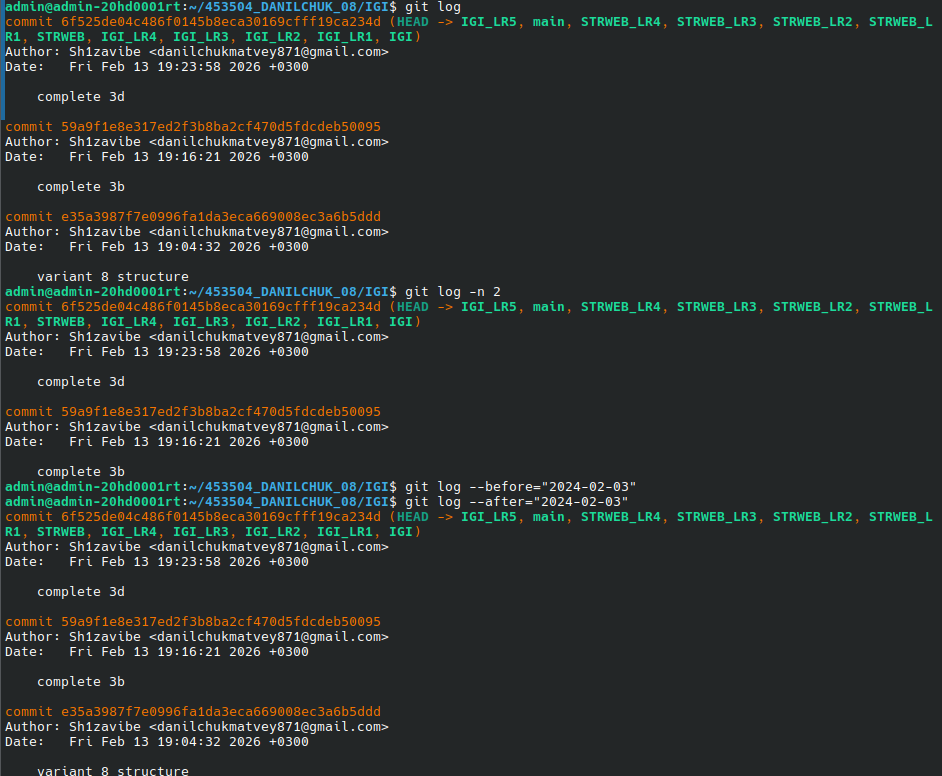 admin@admin-20hd0001rt:~/453504_DANILCHUK_08/IGI$ git log
commit 6f525de04c486f0145b8eca30169cfff19ca234d (HEAD -> IGI_LR5, main, STRWEB_LR4, STRWEB_LR3, STRWEB_LR2, STRWEB_L
R1, STRWEB, IGI_LR4, IGI_LR3, IGI_LR2, IGI_LR1, IGI)
Author: Sh1zavibe <danilchukmatvey871@gmail.com>
Date:   Fri Feb 13 19:23:58 2026 +0300
    complete 3d
commit 59a9f1e8e317ed2f3b8ba2cf470d5fdcdeb50095
Author: Sh1zavibe <danilchukmatvey871@gmail.com>
Date:   Fri Feb 13 19:16:21 2026 +0300
    complete 3b
commit e35a3987f7e0996fa1da3eca669008ec3a6b5ddd
Author: Sh1zavibe <danilchukmatvey871@gmail.com>
Date:   Fri Feb 13 19:04:32 2026 +0300
    variant 8 structure
admin@admin-20hd0001rt:~/453504_DANILCHUK_08/IGI$ git log -n 2
commit 6f525de04c486f0145b8eca30169cfff19ca234d (HEAD -> IGI_LR5, main, STRWEB_LR4, STRWEB_LR3, STRWEB_LR2, STRWEB_L
R1, STRWEB, IGI_LR4, IGI_LR3, IGI_LR2, IGI_LR1, IGI)
Author: Sh1zavibe <danilchukmatvey871@gmail.com>
Date:   Fri Feb 13 19:23:58 2026 +0300
    complete 3d
commit 59a9f1e8e317ed2f3b8ba2cf470d5fdcdeb50095
Author: Sh1zavibe <danilchukmatvey871@gmail.com>
Date:   Fri Feb 13 19:16:21 2026 +0300
    complete 3b
admin@admin-20hd0001rt:~/453504_DANILCHUK_08/IGI$ git log --before="2024-02-03"
admin@admin-20hd0001rt:~/453504_DANILCHUK_08/IGI$ git log --after="2024-02-03"
commit 6f525de04c486f0145b8eca30169cfff19ca234d (HEAD -> IGI_LR5, main, STRWEB_LR4, STRWEB_LR3, STRWEB_LR2, STRWEB_L
R1, STRWEB, IGI_LR4, IGI_LR3, IGI_LR2, IGI_LR1, IGI)
Author: Sh1zavibe <danilchukmatvey871@gmail.com>
Date:   Fri Feb 13 19:23:58 2026 +0300
    complete 3d
commit 59a9f1e8e317ed2f3b8ba2cf470d5fdcdeb50095
Author: Sh1zavibe <danilchukmatvey871@gmail.com>
Date:   Fri Feb 13 19:16:21 2026 +0300
    complete 3b
commit e35a3987f7e0996fa1da3eca669008ec3a6b5ddd
Author: Sh1zavibe <danilchukmatvey871@gmail.com>
Date:   Fri Feb 13 19:04:32 2026 +0300
    variant 8 structure